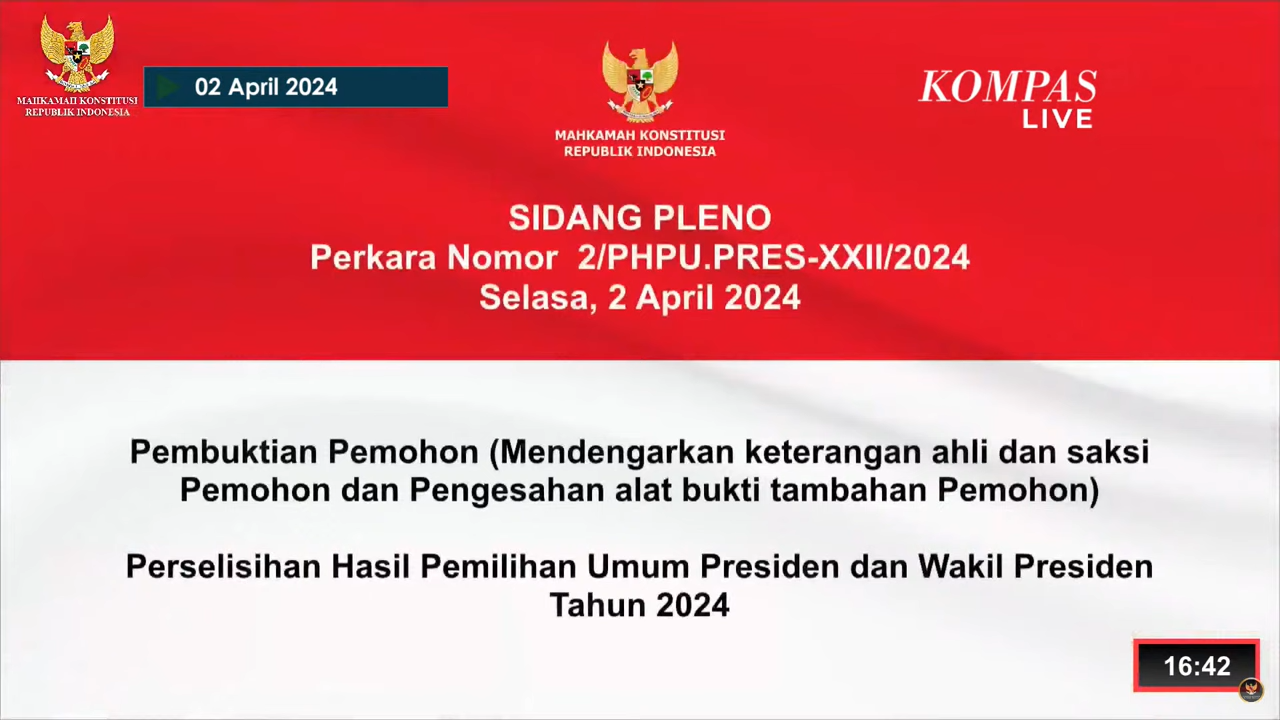 MAHKAMAH KONSTITUSI
REPUBLIK INDONESIA
02 April 2024
MAHKAMAH KONSTITUSI
REPUBLIK INDONESIA
KOMPAS
LIVE
SIDANG PLENO
Perkara Nomor 2/PHPU.PRES-XXII/2024
Selasa, 2 April 2024
Pembuktian Pemohon (Mendengarkan keterangan ahli dan saksi
Pemohon dan Pengesahan alat bukti tambahan Pemohon)
Perselisihan Hasil Pemilihan Umum Presiden dan Wakil Presiden
Tahun 2024
16:42